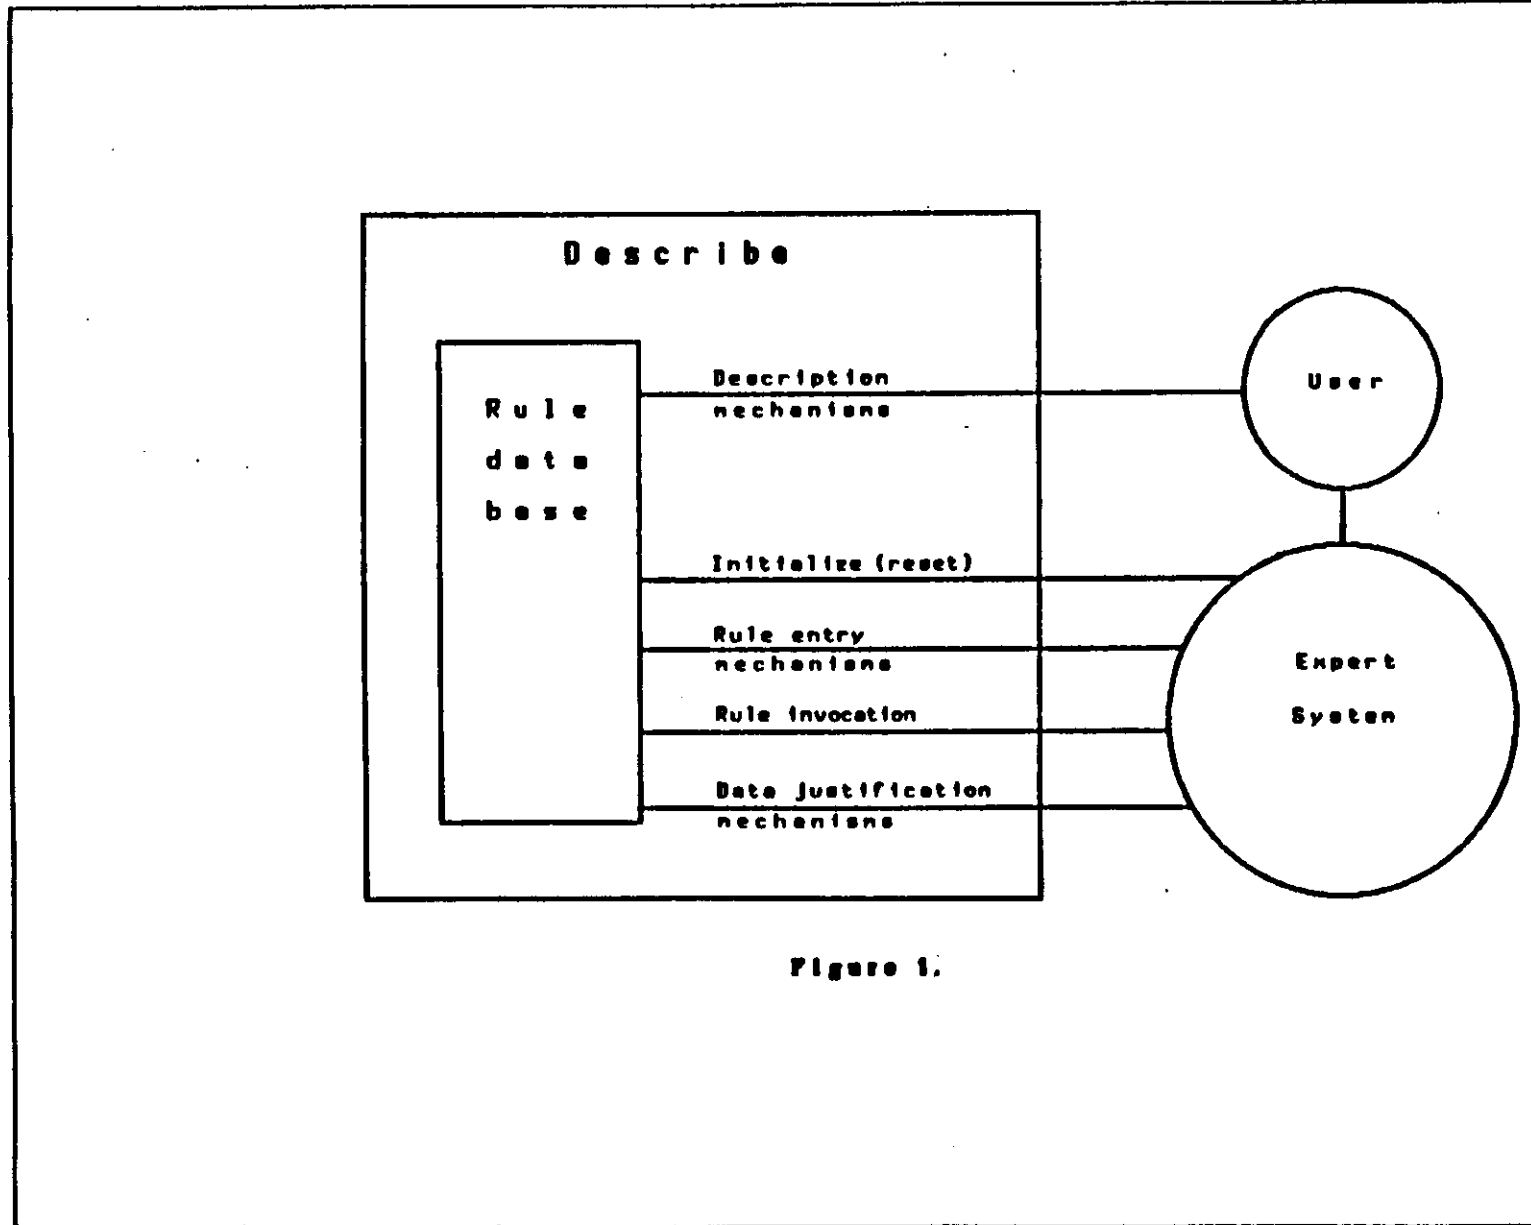 Describe
Rule
data
base
Description
mechanisms
User
Initialize (reset)
Rule entry
mechanisms
Rule invocation
Data justification
mechanisms
Expert
System
Figure 1.